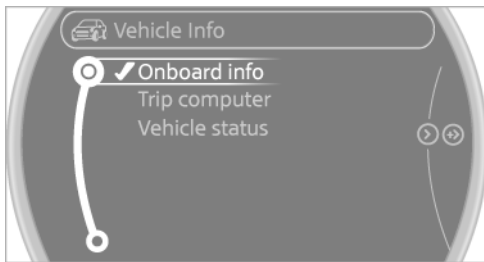 Vehicle Info
Onboard info
Trip computer
Vehicle status